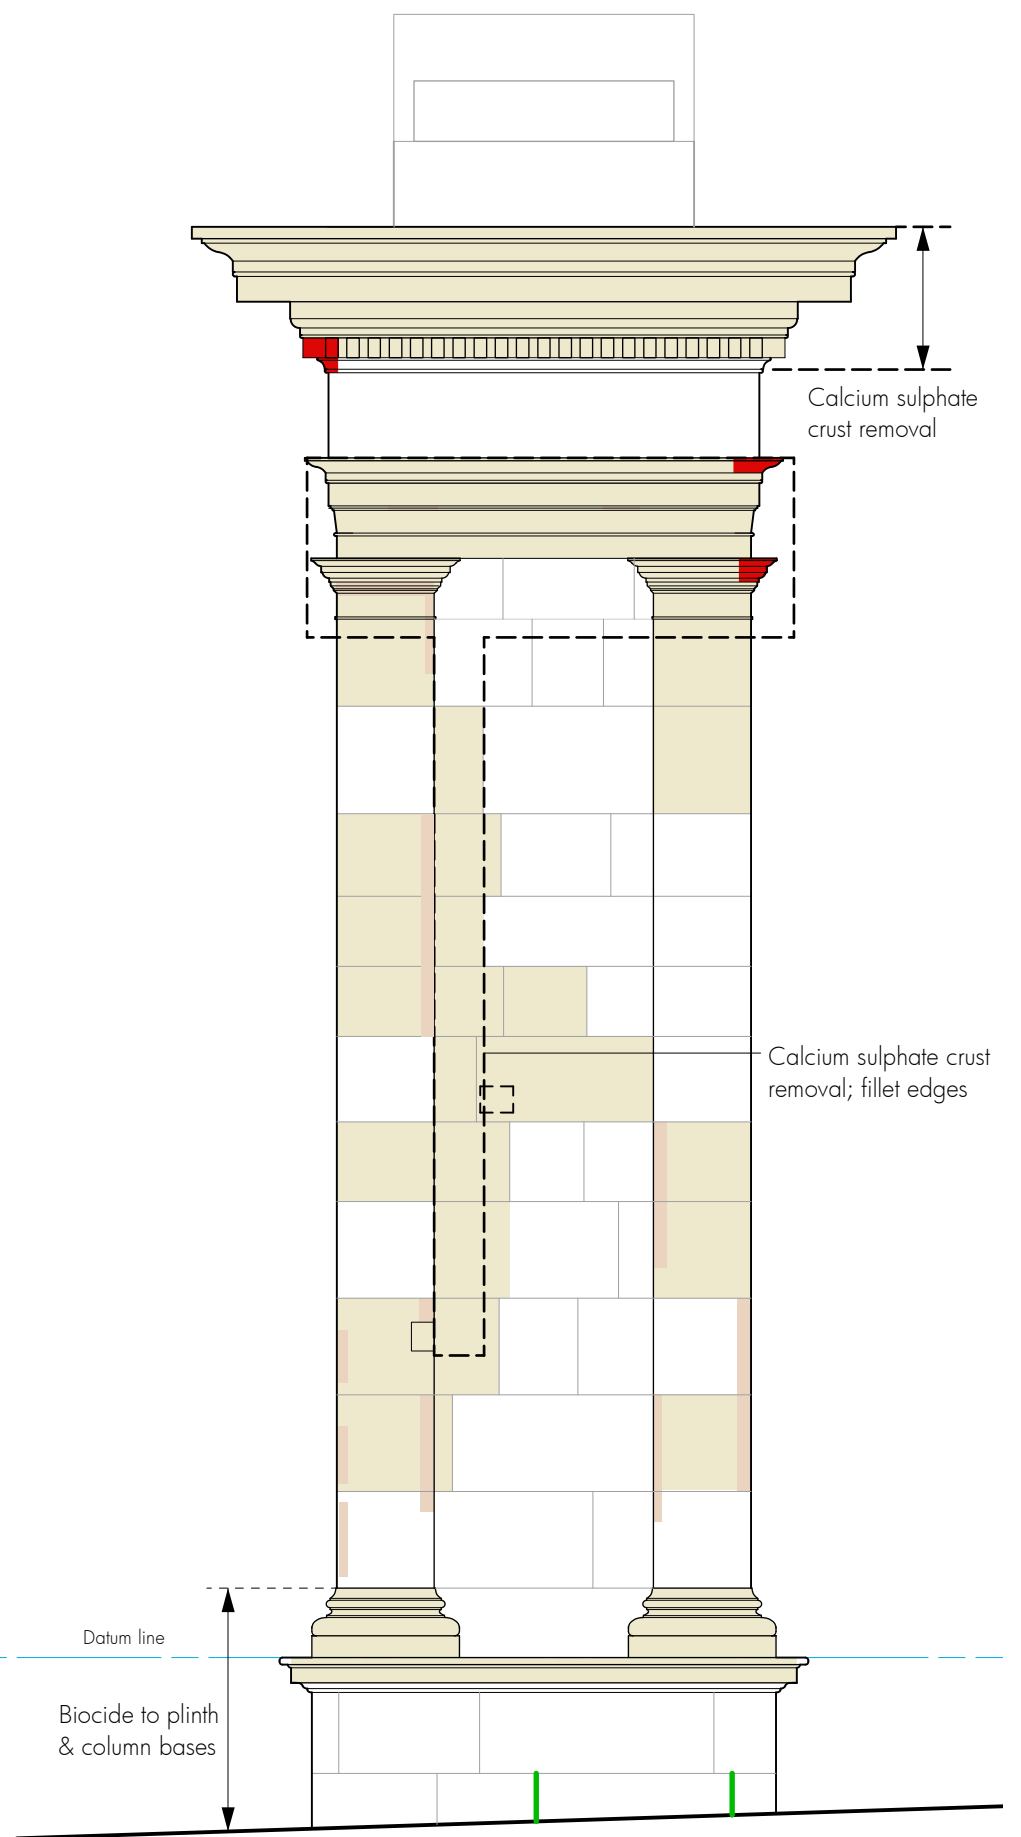 Calcium sulphate
crust removal
Calcium sulphate crust
removal; fillet edges
Datum line
Biocide to plinth
& column bases